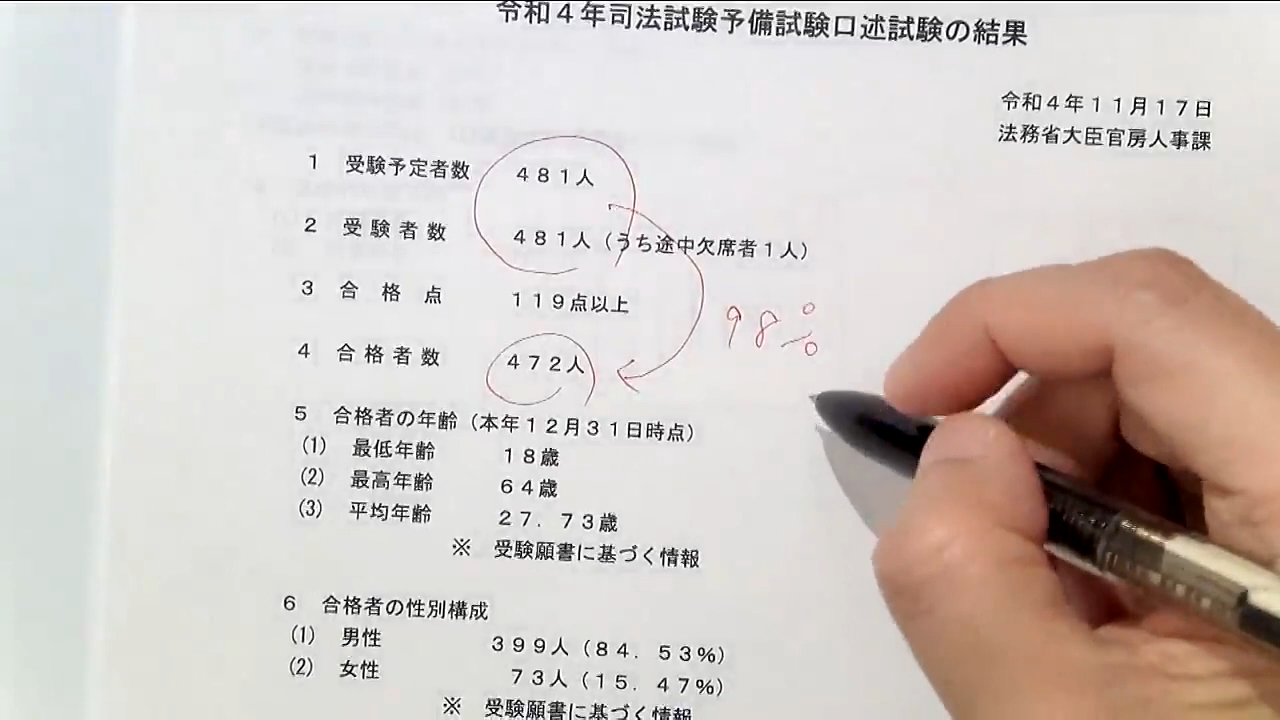 令和４年司法試験予備試験口述試験の結果
令和４年１１月１７日
法務省大臣官房人事課
１ 受験予定者数 ４８１人
２ 受験者数 ４８１人（うち途中欠席者１人）
３ 合格点 １１９点以上
98%
４ 合格者数 ４７２人
５ 合格者の年齢（本年１２月３１日時点）
(1) 最低年齢 １８歳
(2) 最高年齢 ６４歳
(3) 平均年齢 ２７．７３歳
※ 受験願書に基づく情報
６ 合格者の性別構成
(1) 男性 ３９９人（８４．５３%）
(2) 女性 ７３人（１５．４７%）
※ 受験願書に基づく情報